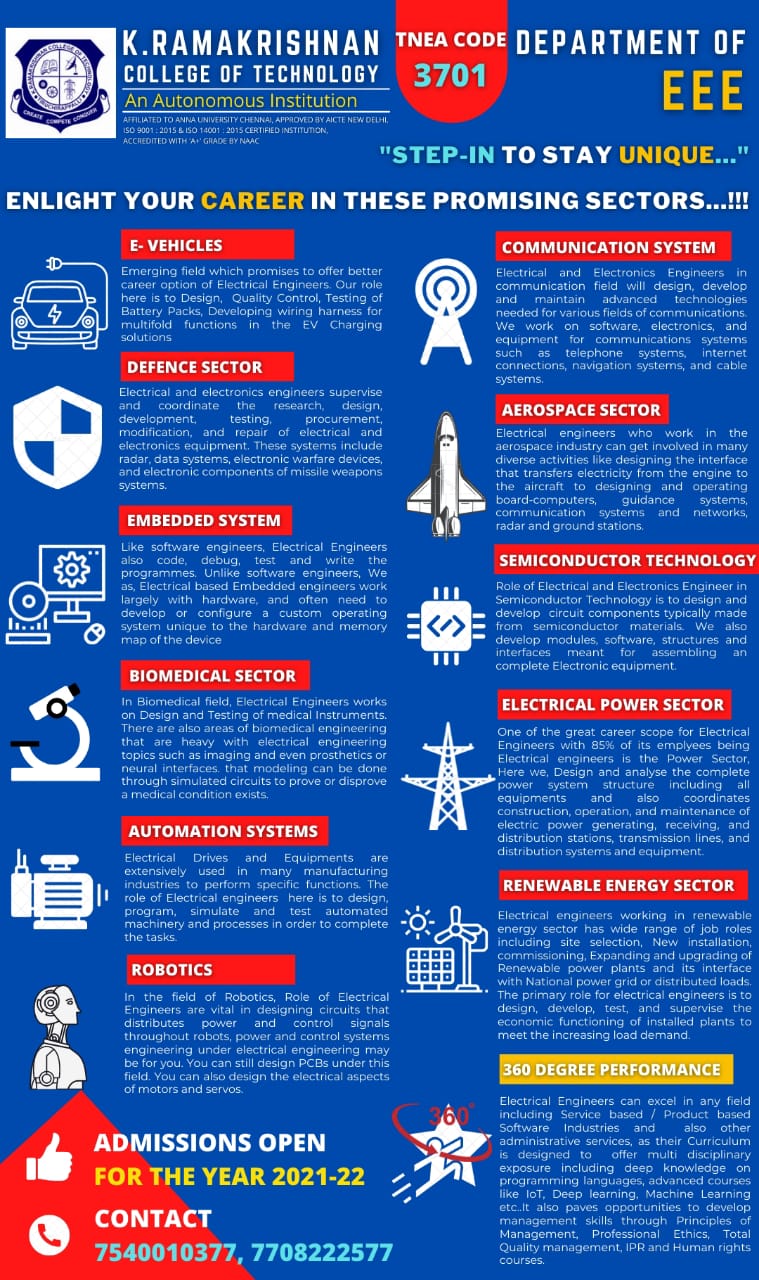 K.RAMAKRISHNAN
COLLEGE OF TECHNOLOGY
An Autonomous Institution
AFFILIATED TO ANNA UNIVERSITY CHENNAI, APPROVED BY AICTE NEW DELHI,
ISO 9001 : 2015 & ISO 14001 : 2015 CERTIFIED INSTITUTION,
ACCREDITED WITH 'A+' GRADE BY NAAC
K.RAMAKRISHNAN COLLEGE OF TECHNOLOGY
TIRUCHIRAPPALLI
CREATE COMPETE CONQUER
TNEA CODE
3701
DEPARTMENT OF
EEE
"STEP-IN TO STAY UNIQUE..."
ENLIGHT YOUR CAREER IN THESE PROMISING SECTORS...!!!
E- VEHICLES
Emerging field which promises to offer better
career option of Electrical Engineers. Our role
here is to Design, Quality Control, Testing of
Battery Packs, Developing wiring harness for
multifold functions in the EV Charging
solutions
DEFENCE SECTOR
Electrical and electronics engineers supervise
and coordinate the research, design,
development, testing, procurement,
modification, and repair of electrical and
electronics equipment. These systems include
radar, data systems, electronic warfare devices,
and electronic components of missile weapons
systems.
EMBEDDED SYSTEM
Like software engineers, Electrical Engineers
also code, debug, test and write the
programmes. Unlike software engineers, We
as, Electrical based Embedded engineers work
largely with hardware, and often need to
develop or configure a custom operating
system unique to the hardware and memory
map of the device
BIOMEDICAL SECTOR
In Biomedical field, Electrical Engineers works
on Design and Testing of medical Instruments.
There are also areas of biomedical engineering
that are heavy with electrical engineering
topics such as imaging and even prosthetics or
neural interfaces. that modeling can be done
through simulated circuits to prove or disprove
a medical condition exists.
AUTOMATION SYSTEMS
Electrical Drives and Equipments are
extensively used in many manufacturing
industries to perform specific functions. The
role of Electrical engineers here is to design,
program, simulate and test automated
machinery and processes in order to complete
the tasks.
ROBOTICS
In the field of Robotics, Role of Electrical
Engineers are vital in designing circuits that
distributes power and control signals
throughout robots, power and control systems
engineering under electrical engineering may
be for you. You can still design PCBs under this
field. You can also design the electrical aspects
of motors and servos.
COMMUNICATION SYSTEM
Electrical and Electronics Engineers in
communication field will design, develop
and maintain advanced technologies
needed for various fields of communications.
We work on software, electronics, and
equipment for communications systems
such as telephone systems, internet
connections, navigation systems, and cable
systems.
AEROSPACE SECTOR
Electrical engineers who work in the
aerospace industry can get involved in many
diverse activities like designing the interface
that transfers electricity from the engine to
the aircraft to designing and operating
board-computers, guidance systems,
communication systems and networks,
radar and ground stations.
SEMICONDUCTOR TECHNOLOGY
Role of Electrical and Electronics Engineer in
Semiconductor Technology is to design and
develop circuit components typically made
from semiconductor materials. We also
develop modules, software, structures and
interfaces meant for assembling an
complete Electronic equipment.
ELECTRICAL POWER SECTOR
One of the great career scope for Electrical
Engineers with 85% of its emplyees being
Electrical engineers is the Power Sector,
Here we, Design and analyse the complete
power system structure including all
equipments and also coordinates
construction, operation, and maintenance of
electric power generating, receiving, and
distribution stations, transmission lines, and
distribution systems and equipment.
RENEWABLE ENERGY SECTOR
Electrical engineers working in renewable
energy sector has wide range of job roles
including site selection, New installation,
commissioning, Expanding and upgrading of
Renewable power plants and its interface
with National power grid or distributed loads.
The primary role for electrical engineers is to
design, develop, test, and supervise the
economic functioning of installed plants to
meet the increasing load demand.
360 DEGREE PERFORMANCE
360°
Electrical Engineers can excel in any field
including Service based / Product based
Software Industries and also other
administrative services, as their Curriculum
is designed to offer multi disciplinary
exposure including deep knowledge on
programming languages, advanced courses
like IoT, Deep learning, Machine Learning
etc..It also paves opportunities to develop
management skills through Principles of
Management, Professional Ethics, Total
Quality management, IPR and Human rights
courses.
ADMISSIONS OPEN
FOR THE YEAR 2021-22
CONTACT
7540010377, 7708222577